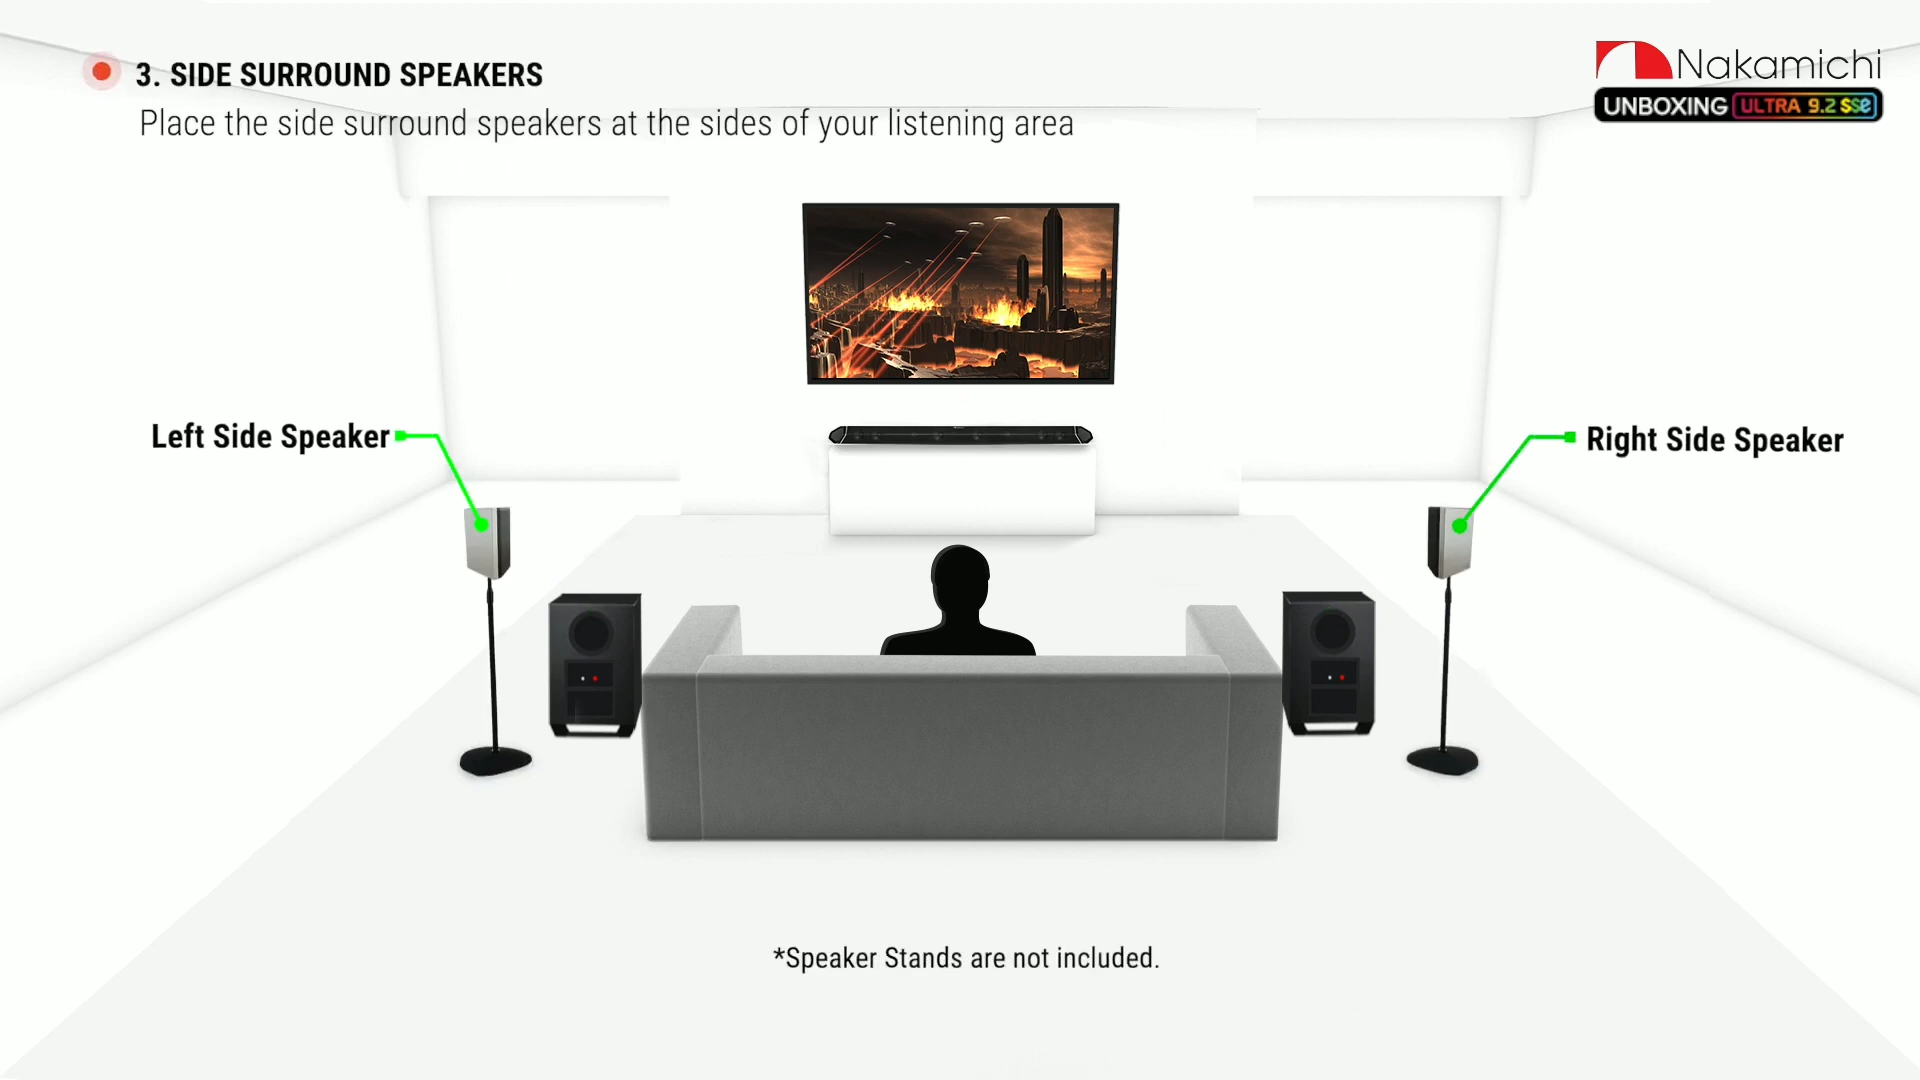 3. SIDE SURROUND SPEAKERS
Place the side surround speakers at the sides of your listening area
Nakamichi
UNBOXING ULTRA 9.2 SSE
Left Side Speaker
Right Side Speaker
*Speaker Stands are not included.